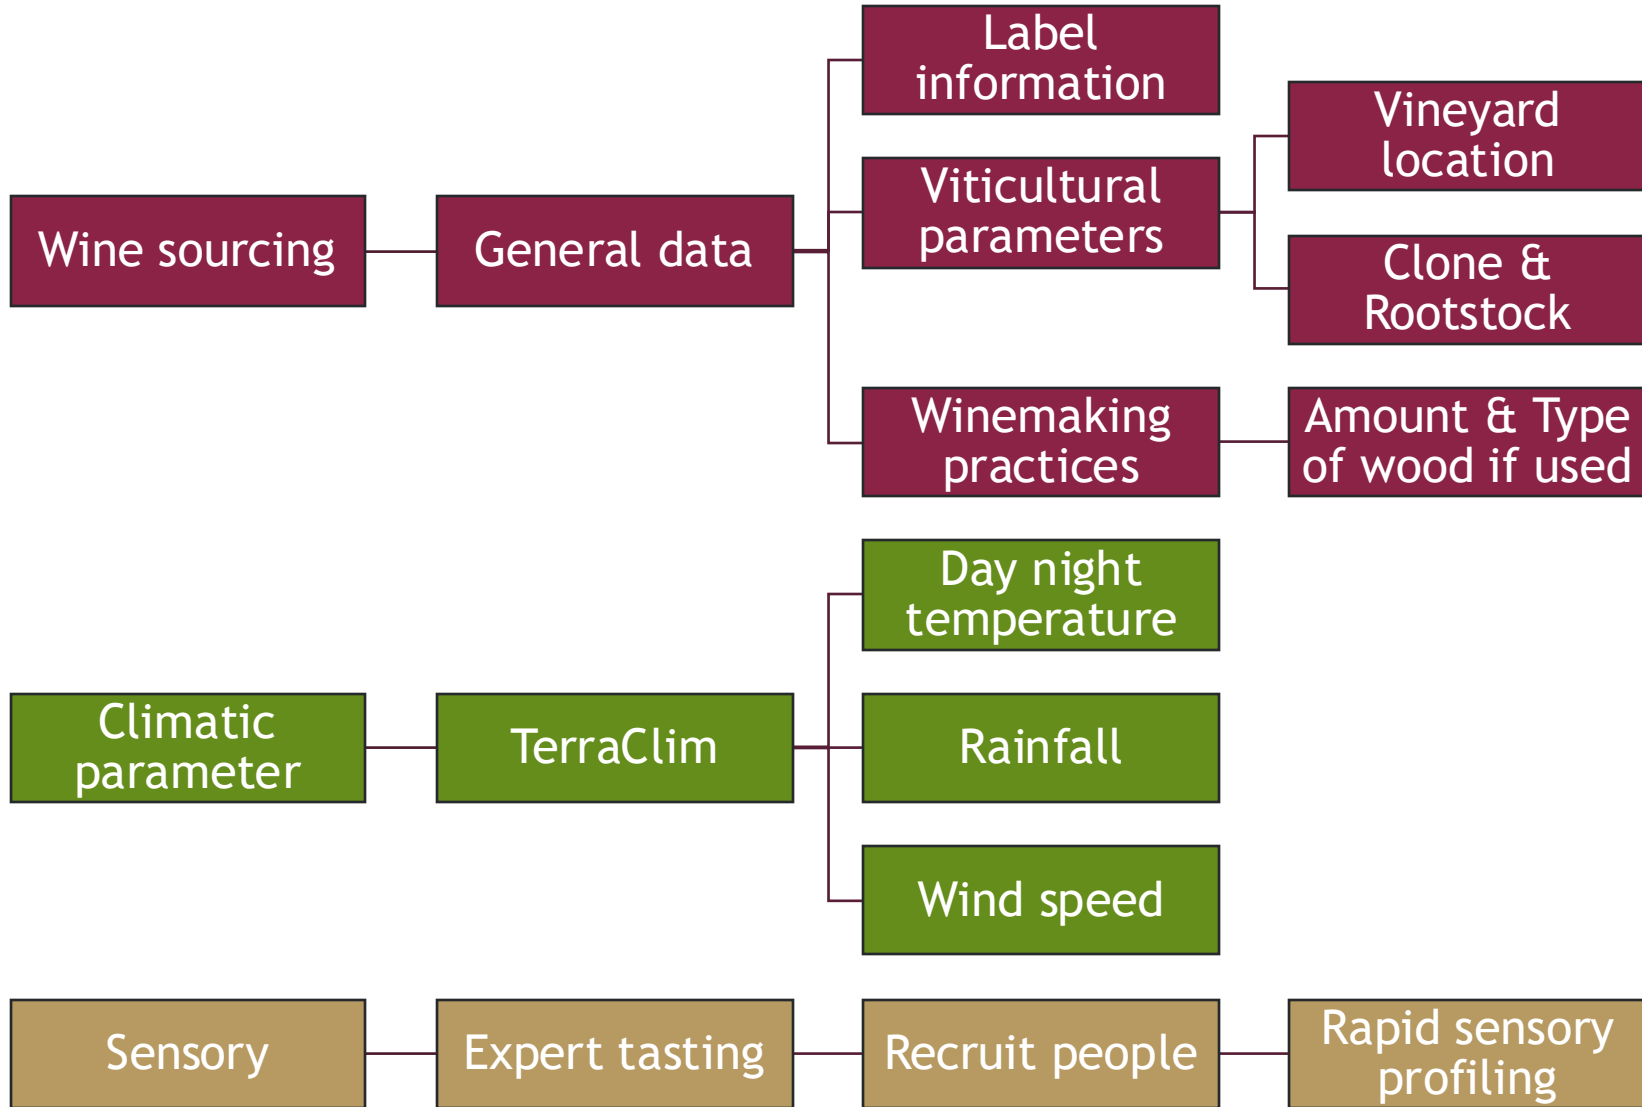 Label
information
Vineyard
location
Wine sourcing
General data
Viticultural
parameters
Clone &
Rootstock
Winemaking
practices
Amount & Type
of wood if used
Day night
temperature
Climatic
parameter
TerraClim
Rainfall
Wind speed
Sensory
Expert tasting
Recruit people
Rapid sensory
profiling